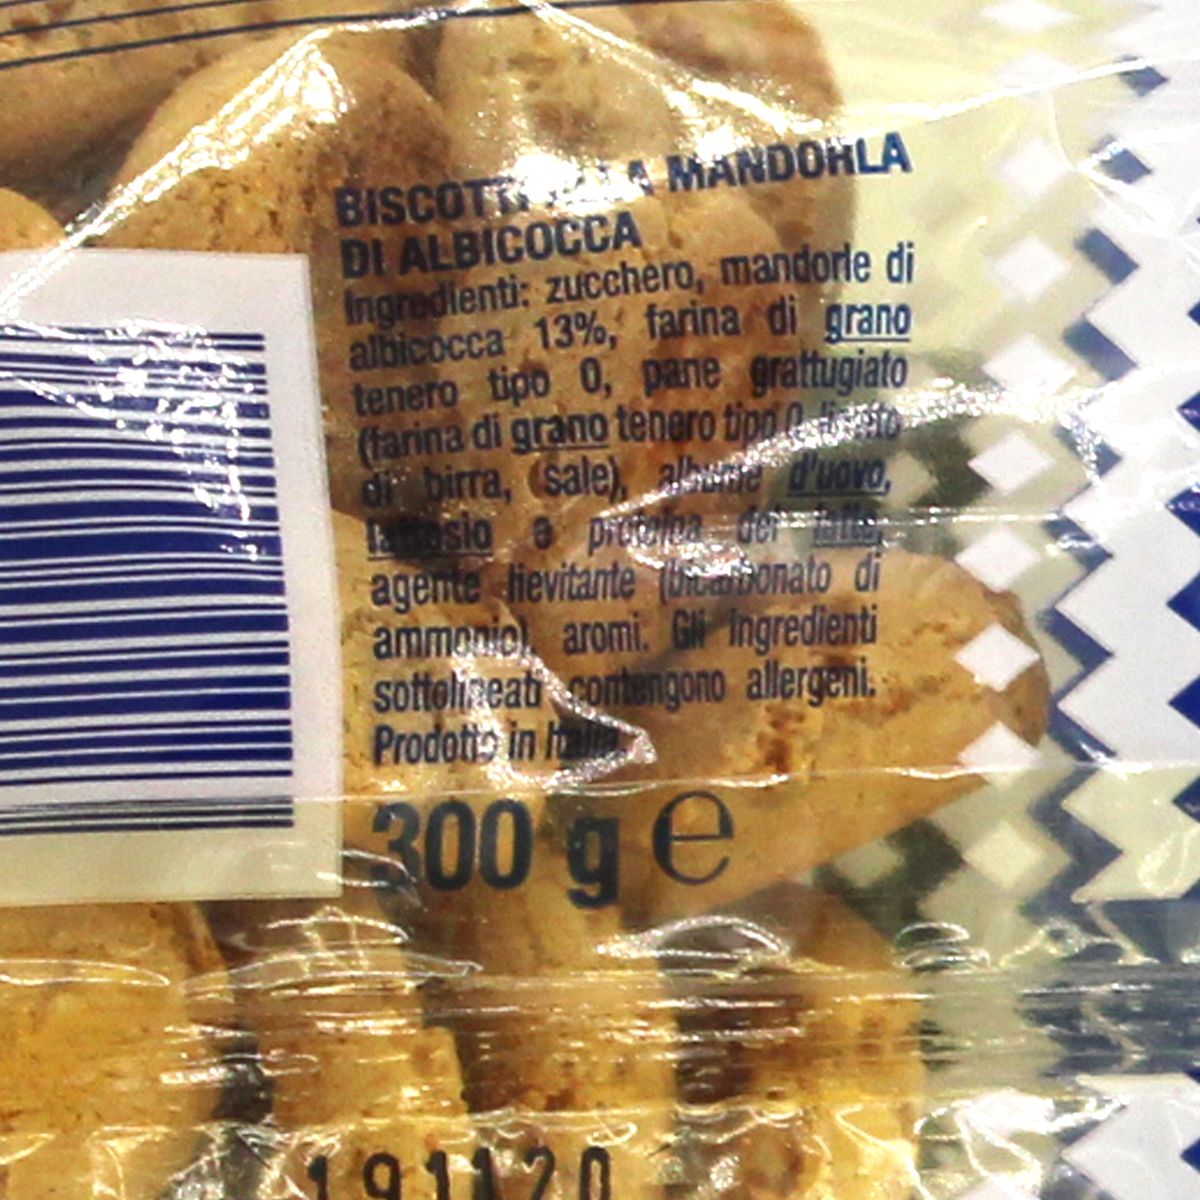 BISCOTTI ALLA MANDORLA
DI ALBICOCCA
Ingredienti: zucchero, mandorle di
albicocca 13%, farina di grano
tenero tipo 0, pane grattugiato
(farina di grano tenero tipo 0, lievito
di birra, sale), albume d'uovo,
lattosio e proteina del latte,
agente lievitante (bicarbonato di
ammonio), aromi. Gli ingredienti
sottolineati contengono allergeni.
Prodotto in Italia.
300 g e
191120